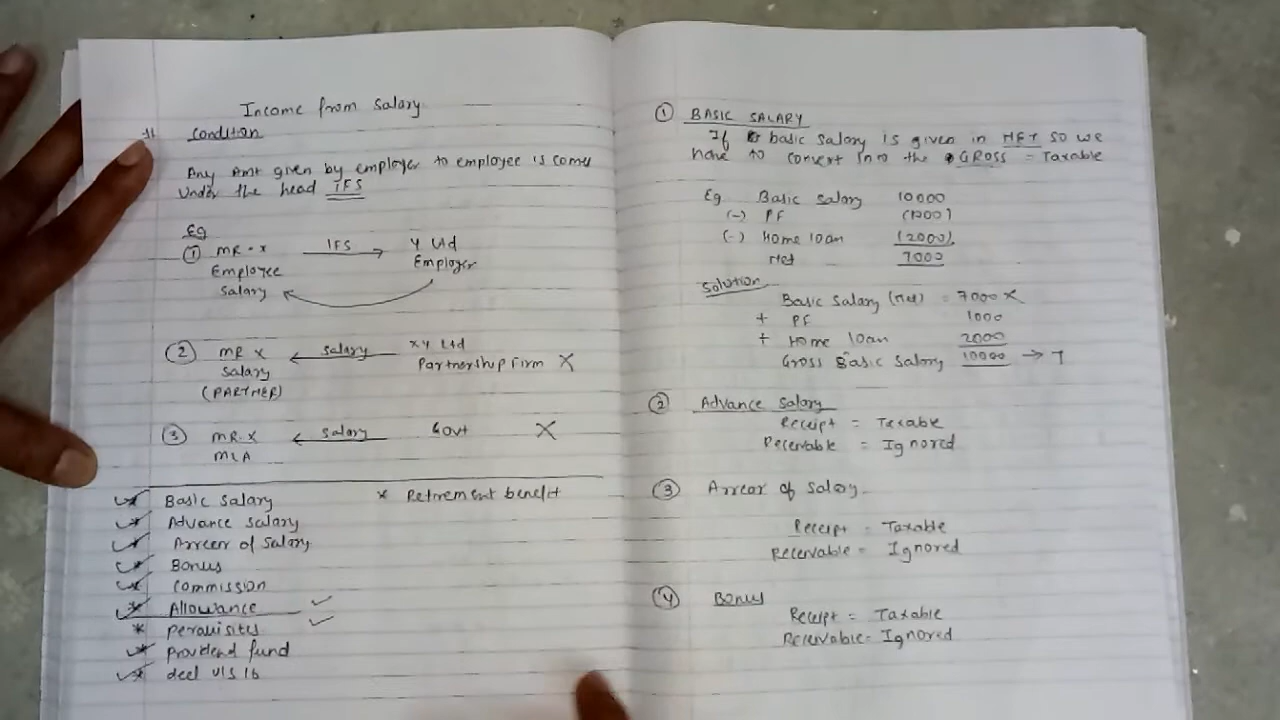 Income from Salary
Condition
Any Amt given by employer to employee is comes
under the head IFS
Eg
① MR. X IFS → Y Ltd
Employee Employer
Salary
② MR X ← Salary XY Ltd
Salary Partnership Firm X
(PARTNER)
③ MR. X ← Salary Govt X
MLA
* Basic Salary
* Advance Salary
* Arrear of Salary
* Bonus
* Commission
* Allowance ✓
* perquisites ✓
* Provident fund
* ded U/S 16
* Retirement benefit
① BASIC SALARY
If basic salary is given in NET so we
have to convert into the GROSS = Taxable
Eg Basic Salary 10000
(-) PF (1000)
(-) Home loan (2000)
Net 7000
Solution
Basic Salary (Net) = 7000 X
+ PF 1000
+ Home loan 2000
Gross Basic Salary 10000 → T
② Advance Salary
Receipt = Taxable
Receivable = Ignored
③ Arrear of Salary
Receipt = Taxable
Receivable = Ignored
④ Bonus
Receipt = Taxable
Receivable = Ignored